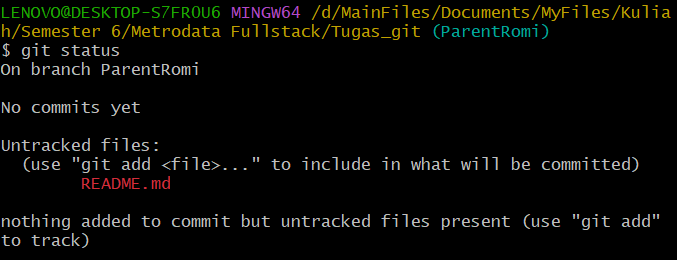 LENOVO@DESKTOP-S7FROU6 MINGW64 /d/MainFiles/Documents/MyFiles/Kulia
h/Semester 6/Metrodata Fullstack/Tugas_git (ParentRomi)
$ git status
On branch ParentRomi
No commits yet
Untracked files:
(use "git add <file>..." to include in what will be committed)
README.md
nothing added to commit but untracked files present (use "git add"
to track)